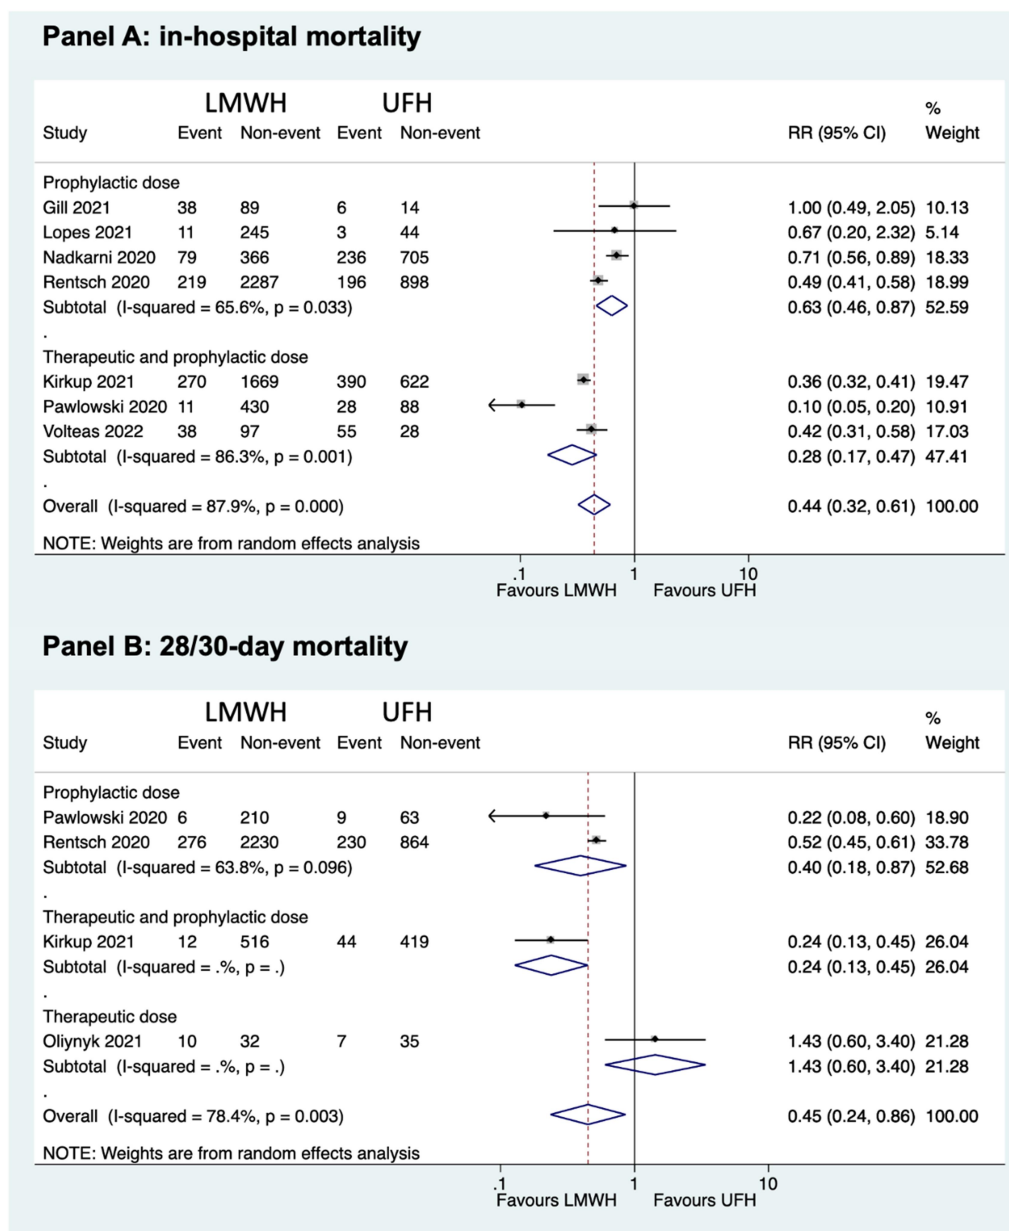 Panel A: in-hospital mortality
LMWH UFH %
Study Event Non-event Event Non-event RR (95% CI) Weight
Prophylactic dose
Gill 2021 38 89 6 14 1.00 (0.49, 2.05) 10.13
Lopes 2021 11 245 3 44 0.67 (0.20, 2.32) 5.14
Nadkarni 2020 79 366 236 705 0.71 (0.56, 0.89) 18.33
Rentsch 2020 219 2287 196 898 0.49 (0.41, 0.58) 18.99
Subtotal (I-squared = 65.6%, p = 0.033) 0.63 (0.46, 0.87) 52.59
.
Therapeutic and prophylactic dose
Kirkup 2021 270 1669 390 622 0.36 (0.32, 0.41) 19.47
Pawlowski 2020 11 430 28 88 0.10 (0.05, 0.20) 10.91
Volteas 2022 38 97 55 28 0.42 (0.31, 0.58) 17.03
Subtotal (I-squared = 86.3%, p = 0.001) 0.28 (0.17, 0.47) 47.41
.
Overall (I-squared = 87.9%, p = 0.000) 0.44 (0.32, 0.61) 100.00
NOTE: Weights are from random effects analysis
.1 1 10
Favours LMWH Favours UFH
Panel B: 28/30-day mortality
LMWH UFH %
Study Event Non-event Event Non-event RR (95% CI) Weight
Prophylactic dose
Pawlowski 2020 6 210 9 63 0.22 (0.08, 0.60) 18.90
Rentsch 2020 276 2230 230 864 0.52 (0.45, 0.61) 33.78
Subtotal (I-squared = 63.8%, p = 0.096) 0.40 (0.18, 0.87) 52.68
.
Therapeutic and prophylactic dose
Kirkup 2021 12 516 44 419 0.24 (0.13, 0.45) 26.04
Subtotal (I-squared = .%, p = .) 0.24 (0.13, 0.45) 26.04
.
Therapeutic dose
Oliynyk 2021 10 32 7 35 1.43 (0.60, 3.40) 21.28
Subtotal (I-squared = .%, p = .) 1.43 (0.60, 3.40) 21.28
.
Overall (I-squared = 78.4%, p = 0.003) 0.45 (0.24, 0.86) 100.00
NOTE: Weights are from random effects analysis
.1 1 10
Favours LMWH Favours UFH